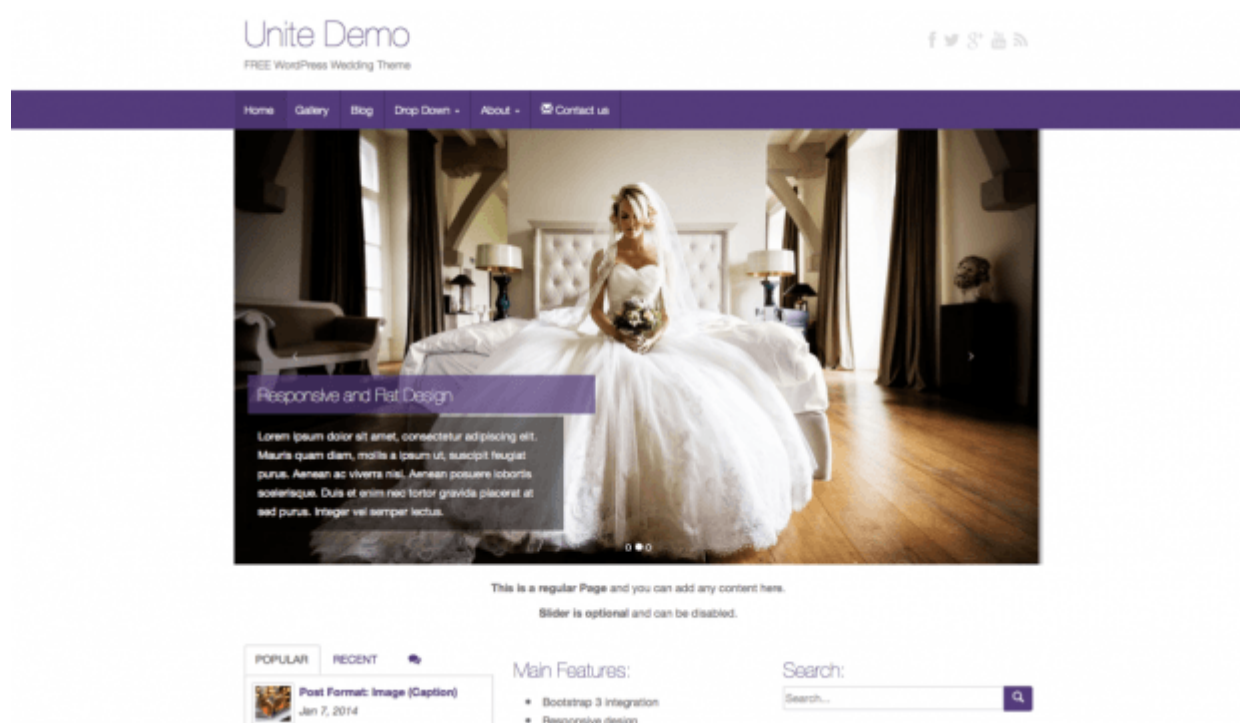 Unite Demo
FREE WordPress Wedding Theme
Home Gallery Blog Drop Down About Contact us
Responsive and Flat Design
Lorem ipsum dolor sit amet, consectetur adipiscing elit.
Mauris quam diam, mollis a ipsum ut, suscipit feugiat
purus. Aenean ac viverra nisl. Aenean posuere lobortis
scelerisque. Duis et enim nec tortor gravida placerat at
sed purus. Integer vel semper lectus.
This is a regular Page and you can add any content here.
Slider is optional and can be disabled.
POPULAR RECENT
Post Format: Image (Caption)
Jan 7, 2014
Main Features:
Bootstrap 3 integration
Responsive design
Search:
Search...